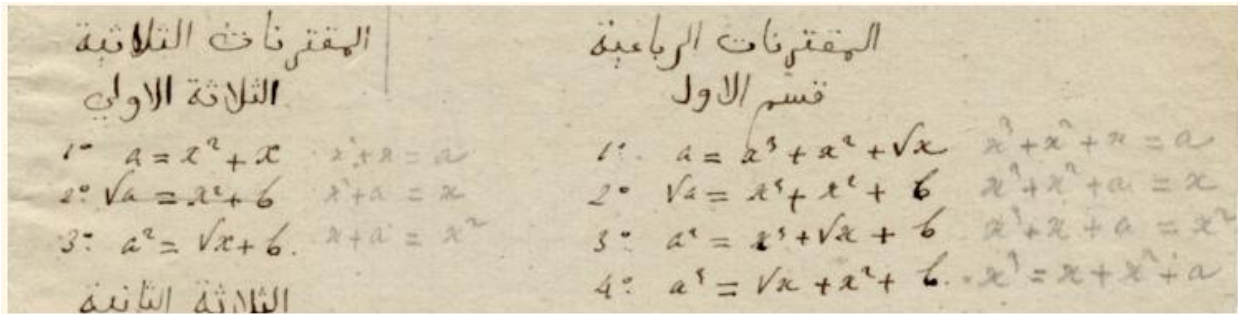 المقترنات الثلاثية
الثلاثة الاولي
1° a = x² + x x²+x = a
2° √a = x² + b x²+a = x
3° a² = √x + b. x+a = x²
الثلاثة الثانية
المقترنات الرباعية
قسم الاول
1° a = x³ + x² + √x x³+x²+x = a
2° √a = x³ + x² + b x³+x²+a = x
3° a² = x³ + √x + b x³+x+a = x²
4° a³ = √x + x² + b. x³ = x+x²+a